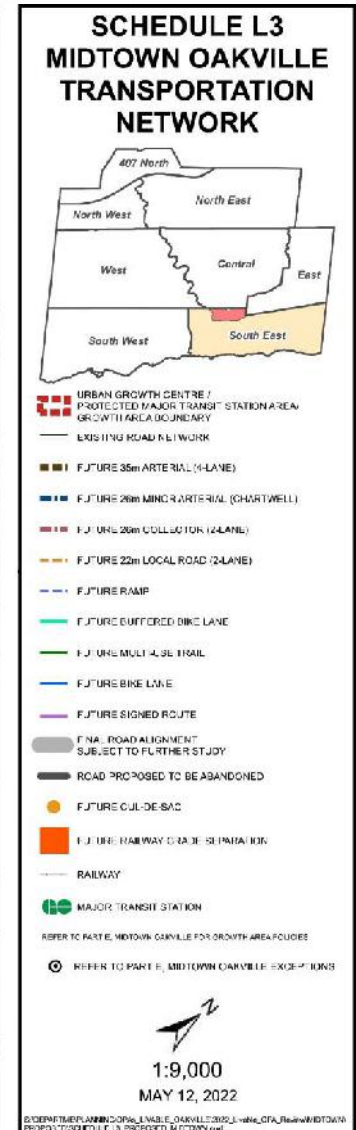 SCHEDULE L3
MIDTOWN OAKVILLE
TRANSPORTATION
NETWORK
407 North
North West
North East
West
Central
East
South West
South East
URBAN GROWTH CENTRE /
PROTECTED MAJOR TRANSIT STATION AREA/
GROWTH AREA BOUNDARY
EXISTING ROAD NETWORK
FUTURE 35m ARTERIAL (4-LANE)
FUTURE 26m MINOR ARTERIAL (CHARTWELL)
FUTURE 26m COLLECTOR (2-LANE)
FUTURE 22m LOCAL ROAD (2-LANE)
FUTURE RAMP
FUTURE BUFFERED BIKE LANE
FUTURE MULTI-USE TRAIL
FUTURE BIKE LANE
FUTURE SIGNED ROUTE
FINAL ROAD ALIGNMENT
SUBJECT TO FURTHER STUDY
ROAD PROPOSED TO BE ABANDONED
FUTURE CUL-DE-SAC
FUTURE RAILWAY GRADE SEPARATION
RAILWAY
MAJOR TRANSIT STATION
REFER TO PART E, MIDTOWN OAKVILLE FOR GROWTH AREA POLICIES
REFER TO PART E, MIDTOWN OAKVILLE EXCEPTIONS
Z
1:9,000
MAY 12, 2022